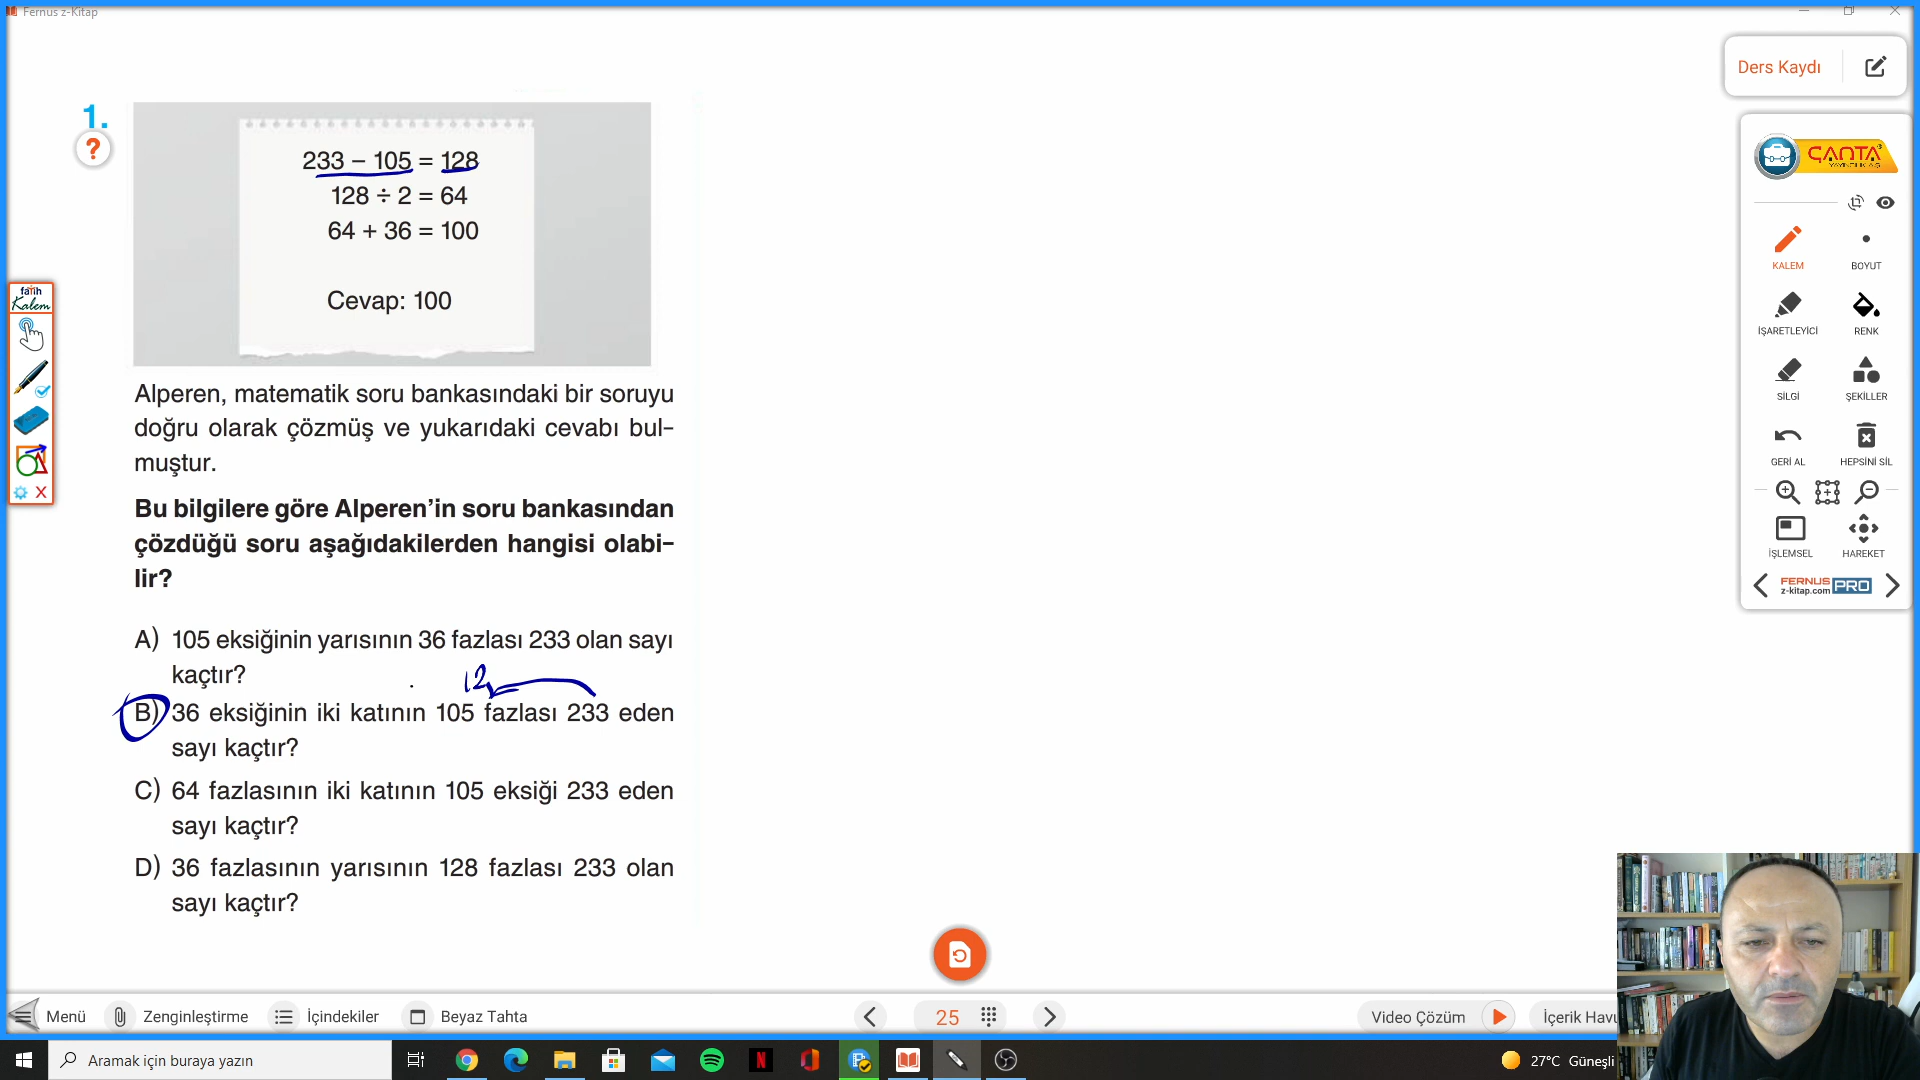 Fernus z-Kitap
Ders Kaydı
1.
?
233 − 105 = 128
128 ÷ 2 = 64
64 + 36 = 100
Cevap: 100
Alperen, matematik soru bankasındaki bir soruyu
doğru olarak çözmüş ve yukarıdaki cevabı bul-
muştur.
Bu bilgilere göre Alperen'in soru bankasından
çözdüğü soru aşağıdakilerden hangisi olabi-
lir?
A) 105 eksiğinin yarısının 36 fazlası 233 olan sayı
kaçtır?
12
B) 36 eksiğinin iki katının 105 fazlası 233 eden
sayı kaçtır?
C) 64 fazlasının iki katının 105 eksiği 233 eden
sayı kaçtır?
D) 36 fazlasının yarısının 128 fazlası 233 olan
sayı kaçtır?
fatih
Kalem
X
ÇANTA
YAYINCILIK AŞ
KALEM
BOYUT
İŞARETLEYİCİ
RENK
SİLGİ
ŞEKİLLER
GERİ AL
HEPSİNİ SİL
İŞLEMSEL
HAREKET
FERNUS
z-kitap.com
PRO
Menü
Zenginleştirme
İçindekiler
Beyaz Tahta
25
Video Çözüm
İçerik Havu
Aramak için buraya yazın
27°C Güneşli